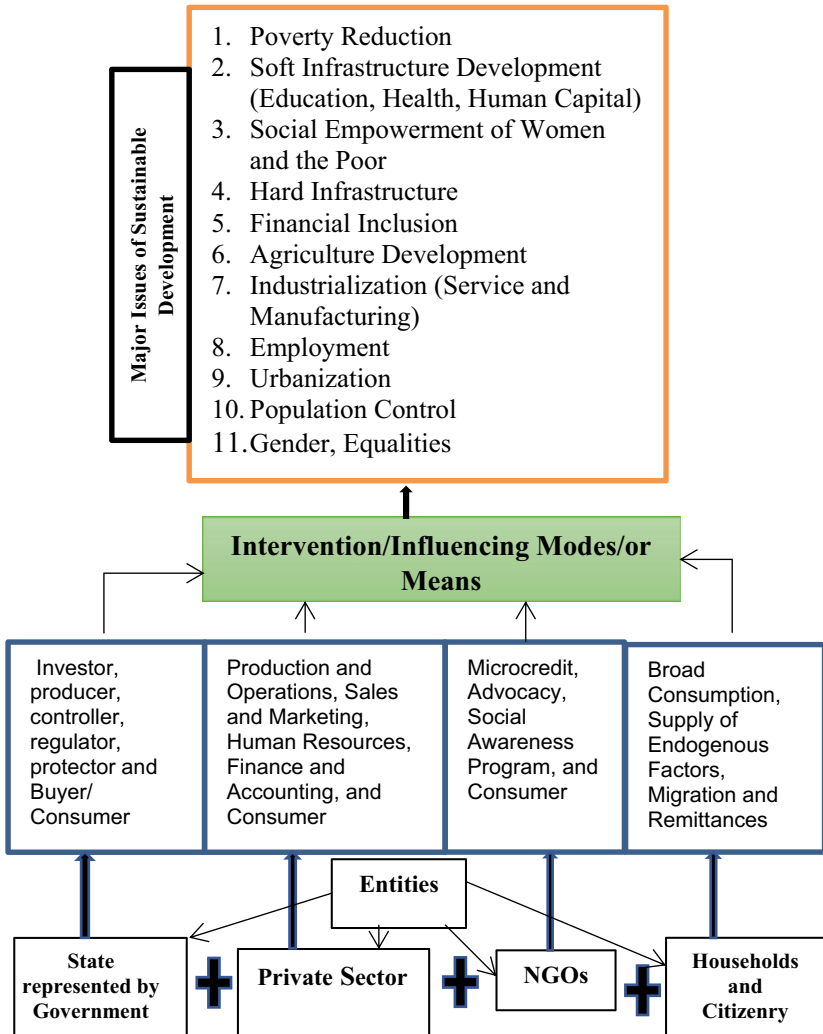 Major Issues of Sustainable
Development
1. Poverty Reduction
2. Soft Infrastructure Development
(Education, Health, Human Capital)
3. Social Empowerment of Women
and the Poor
4. Hard Infrastructure
5. Financial Inclusion
6. Agriculture Development
7. Industrialization (Service and
Manufacturing)
8. Employment
9. Urbanization
10. Population Control
11. Gender, Equalities
Intervention/Influencing Modes/or
Means
Investor,
producer,
controller,
regulator,
protector and
Buyer/
Consumer
Production and
Operations, Sales
and Marketing,
Human Resources,
Finance and
Accounting, and
Consumer
Microcredit,
Advocacy,
Social
Awareness
Program, and
Consumer
Broad
Consumption,
Supply of
Endogenous
Factors,
Migration and
Remittances
Entities
State
represented by
Government
Private Sector
NGOs
Households
and
Citizenry